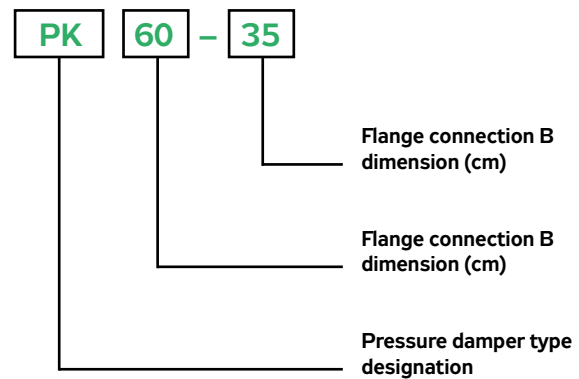 PK 60 – 35
Flange connection B
dimension (cm)
Flange connection B
dimension (cm)
Pressure damper type
designation